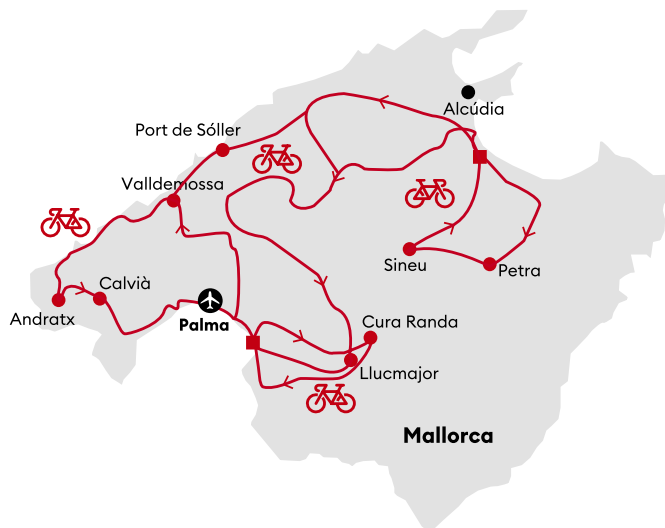 Alcúdia
Port de Sóller
Valldemossa
Sineu
Petra
Calvià
Andratx
Palma
Cura Randa
Llucmajor
Mallorca